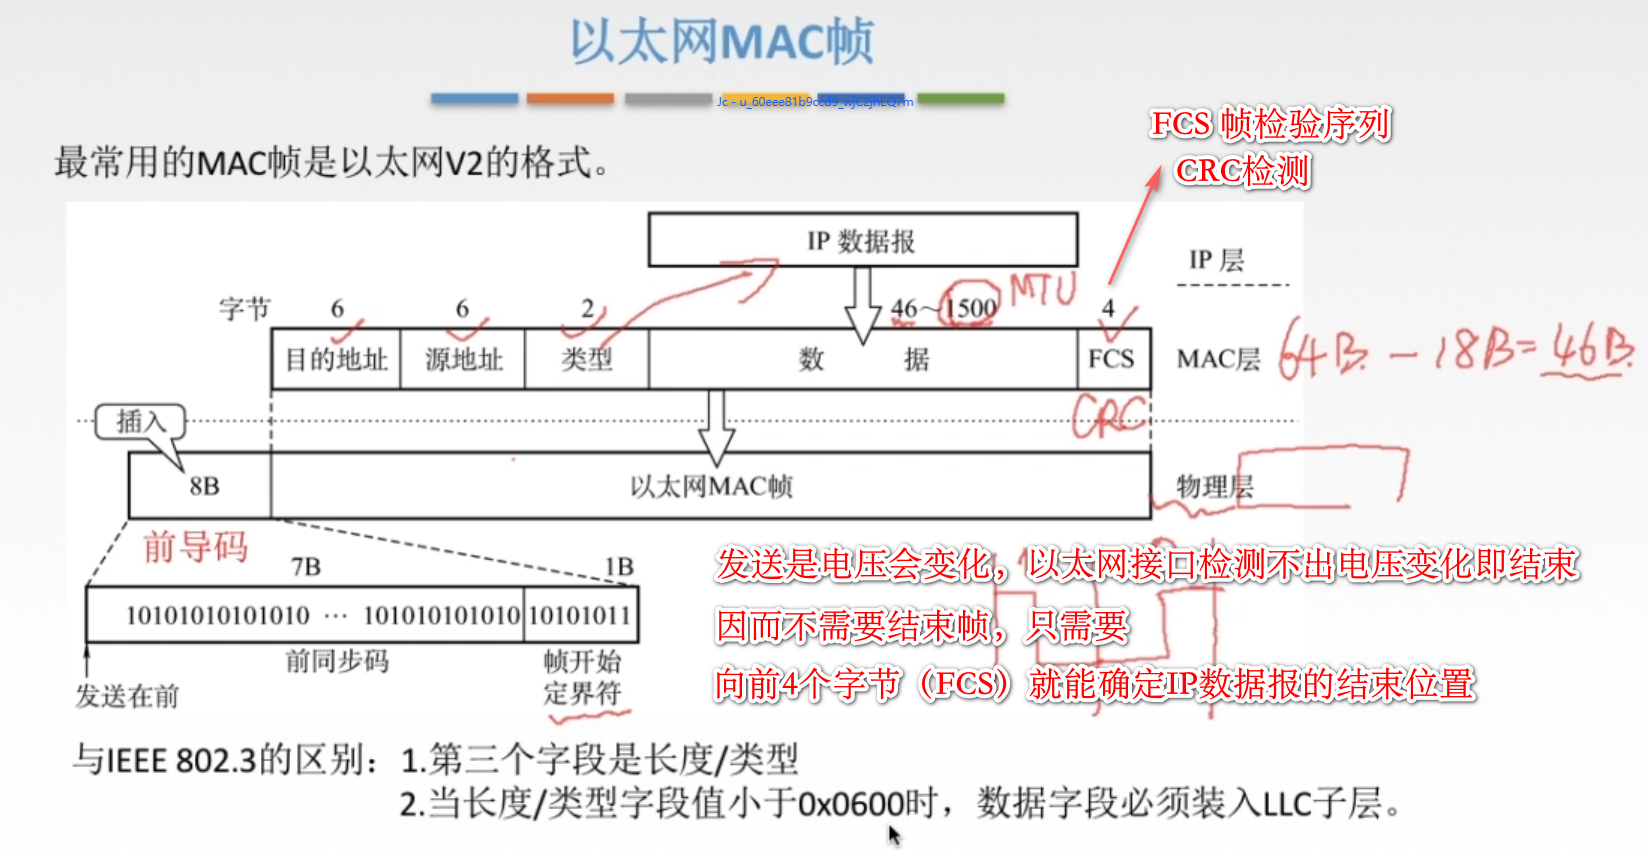 以太网MAC帧
FCS 帧检验序列
CRC检测
最常用的MAC帧是以太网V2的格式。
IP 数据报
IP 层
字节 6 6 2 46～1500 MTU 4
目的地址 源地址 类型 数 据 FCS MAC层 64B - 18B = 46B
CRC
插入
8B 以太网MAC帧 物理层
前导码
7B 1B
发送是电压会变化，以太网接口检测不出电压变化即结束
10101010101010 ··· 101010101010 10101011
因而不需要结束帧，只需要
前同步码 帧开始
定界符
发送在前
向前4个字节（FCS）就能确定IP数据报的结束位置
与IEEE 802.3的区别：1.第三个字段是长度/类型
2.当长度/类型字段值小于0x0600时，数据字段必须装入LLC子层。